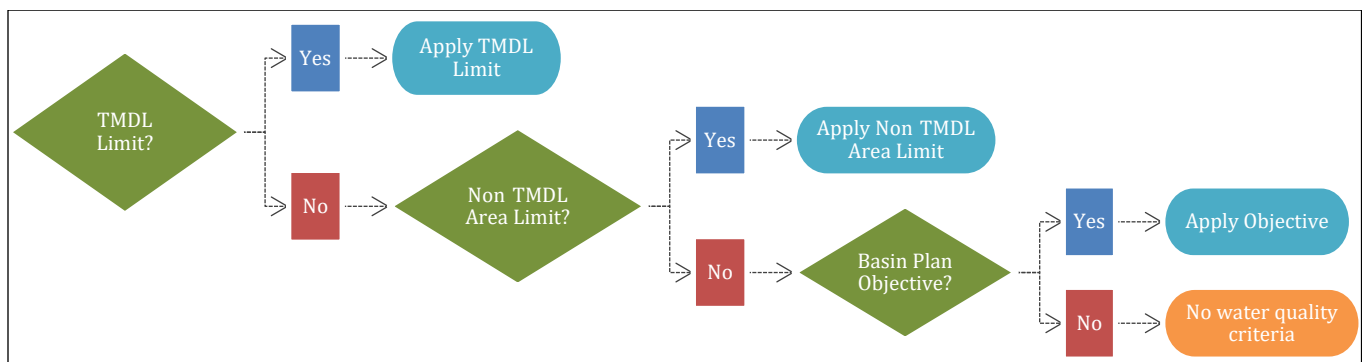 TMDL
Limit?
Yes
Apply TMDL
Limit
No
Non TMDL
Area Limit?
Yes
Apply Non TMDL
Area Limit
No
Basin Plan
Objective?
Yes
Apply Objective
No
No water quality
criteria